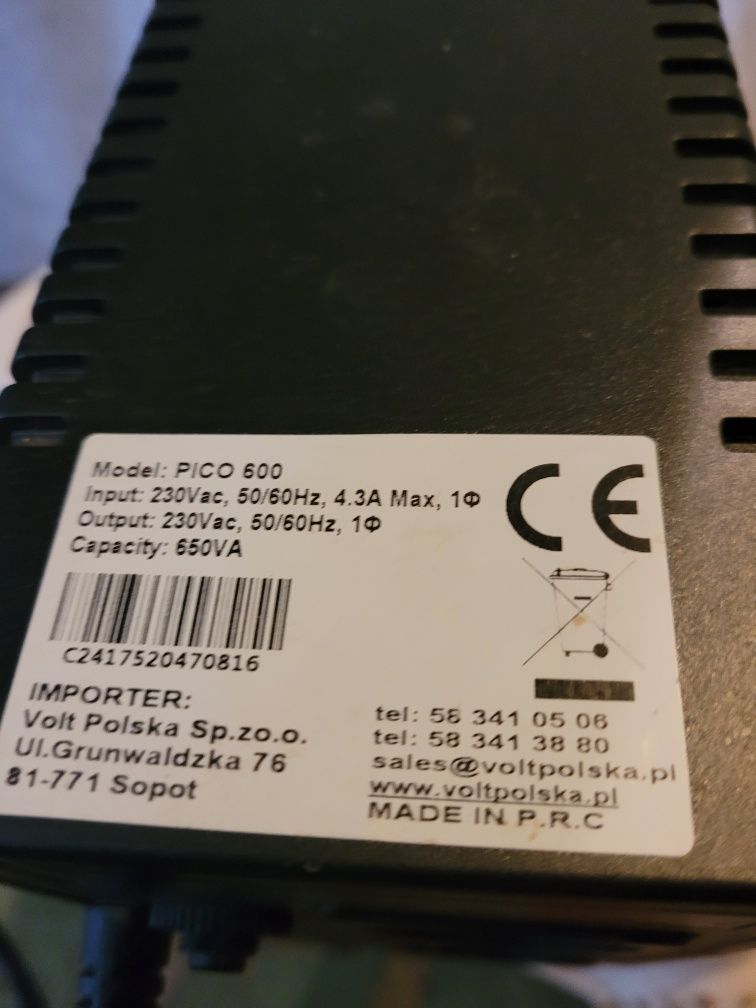 Model: PICO 600
Input: 230Vac, 50/60Hz, 4.3A Max, 1Φ
Output: 230Vac, 50/60Hz, 1Φ
Capacity: 650VA
CE
C2417520470816
IMPORTER:
Volt Polska Sp.zo.o.
Ul.Grunwaldzka 76
81-771 Sopot
tel: 58 341 05 06
tel: 58 341 38 80
sales@voltpolska.pl
www.voltpolska.pl
MADE IN P.R.C